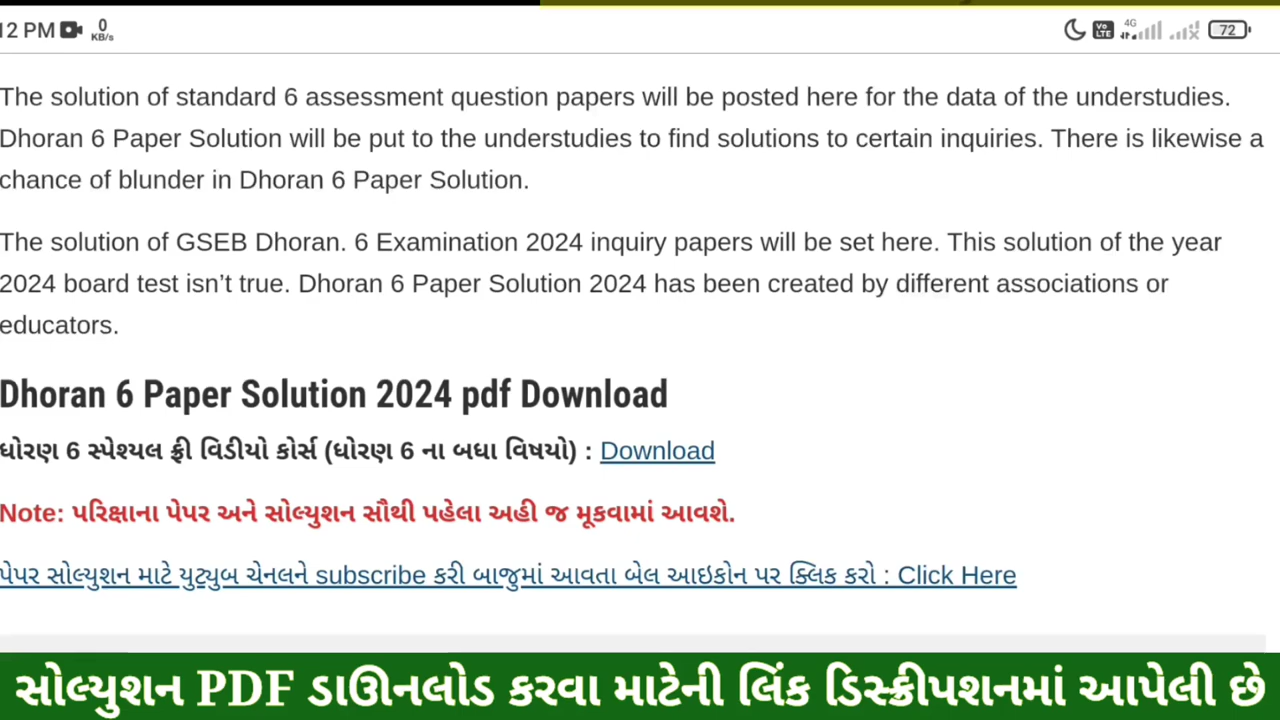 12 PM 0 KB/s Vo LTE 4G 72
The solution of standard 6 assessment question papers will be posted here for the data of the understudies.
Dhoran 6 Paper Solution will be put to the understudies to find solutions to certain inquiries. There is likewise a
chance of blunder in Dhoran 6 Paper Solution.
The solution of GSEB Dhoran. 6 Examination 2024 inquiry papers will be set here. This solution of the year
2024 board test isn’t true. Dhoran 6 Paper Solution 2024 has been created by different associations or
educators.
Dhoran 6 Paper Solution 2024 pdf Download
ધોરણ 6 સ્પેશ્યલ ફ્રી વિડીયો કોર્સ (ધોરણ 6 ના બધા વિષયો) : Download
Note: પરિક્ષાના પેપર અને સોલ્યુશન સૌથી પહેલા અહી જ મૂકવામાં આવશે.
પેપર સોલ્યુશન માટે યુટ્યુબ ચેનલને subscribe કરી બાજુમાં આવતા બેલ આઇકોન પર ક્લિક કરો : Click Here
સોલ્યુશન PDF ડાઊનલોડ કરવા માટેની લિંક ડિસ્ક્રીપશનમાં આપેલી છે